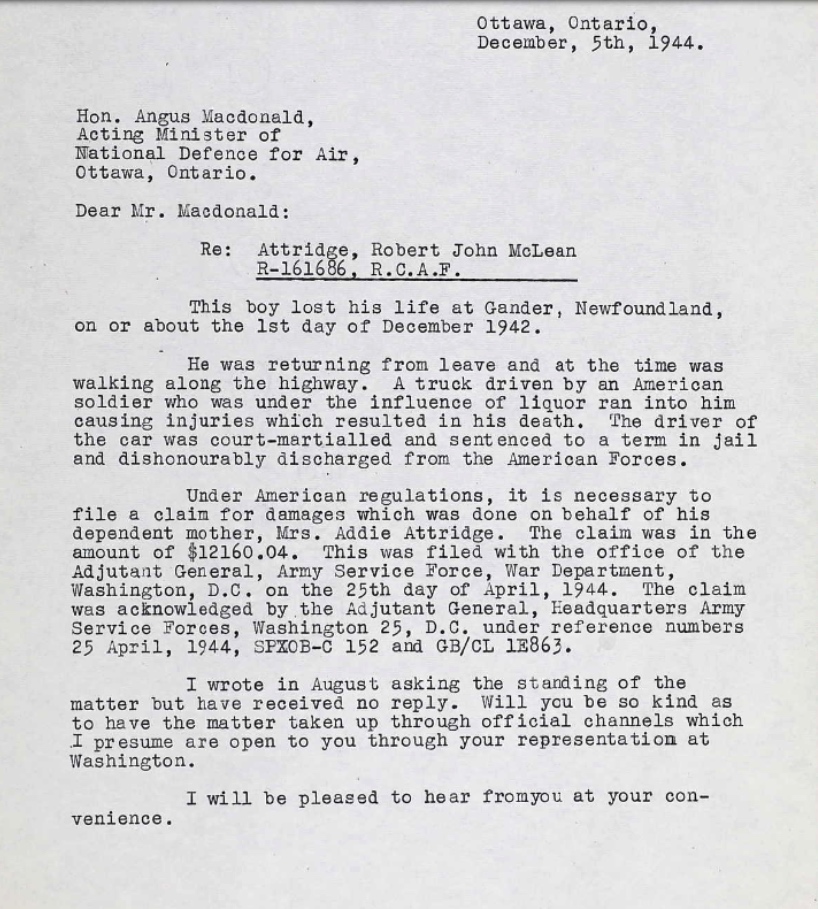 Ottawa, Ontario,
December, 5th, 1944.
Hon. Angus Macdonald,
Acting Minister of
National Defence for Air,
Ottawa, Ontario.
Dear Mr. Macdonald:
Re: Attridge, Robert John McLean
R-161686, R.C.A.F.
This boy lost his life at Gander, Newfoundland,
on or about the 1st day of December 1942.
He was returning from leave and at the time was
walking along the highway. A truck driven by an American
soldier who was under the influence of liquor ran into him
causing injuries which resulted in his death. The driver of
the car was court-martialled and sentenced to a term in jail
and dishonourably discharged from the American Forces.
Under American regulations, it is necessary to
file a claim for damages which was done on behalf of his
dependent mother, Mrs. Addie Attridge. The claim was in the
amount of $12160.04. This was filed with the office of the
Adjutant General, Army Service Force, War Department,
Washington, D.C. on the 25th day of April, 1944. The claim
was acknowledged by the Adjutant General, Headquarters Army
Service Forces, Washington 25, D.C. under reference numbers
25 April, 1944, SPXOB-C 152 and GB/CL 1E863.
I wrote in August asking the standing of the
matter but have received no reply. Will you be so kind as
to have the matter taken up through official channels which
I presume are open to you through your representation at
Washington.
I will be pleased to hear fromyou at your con-
venience.